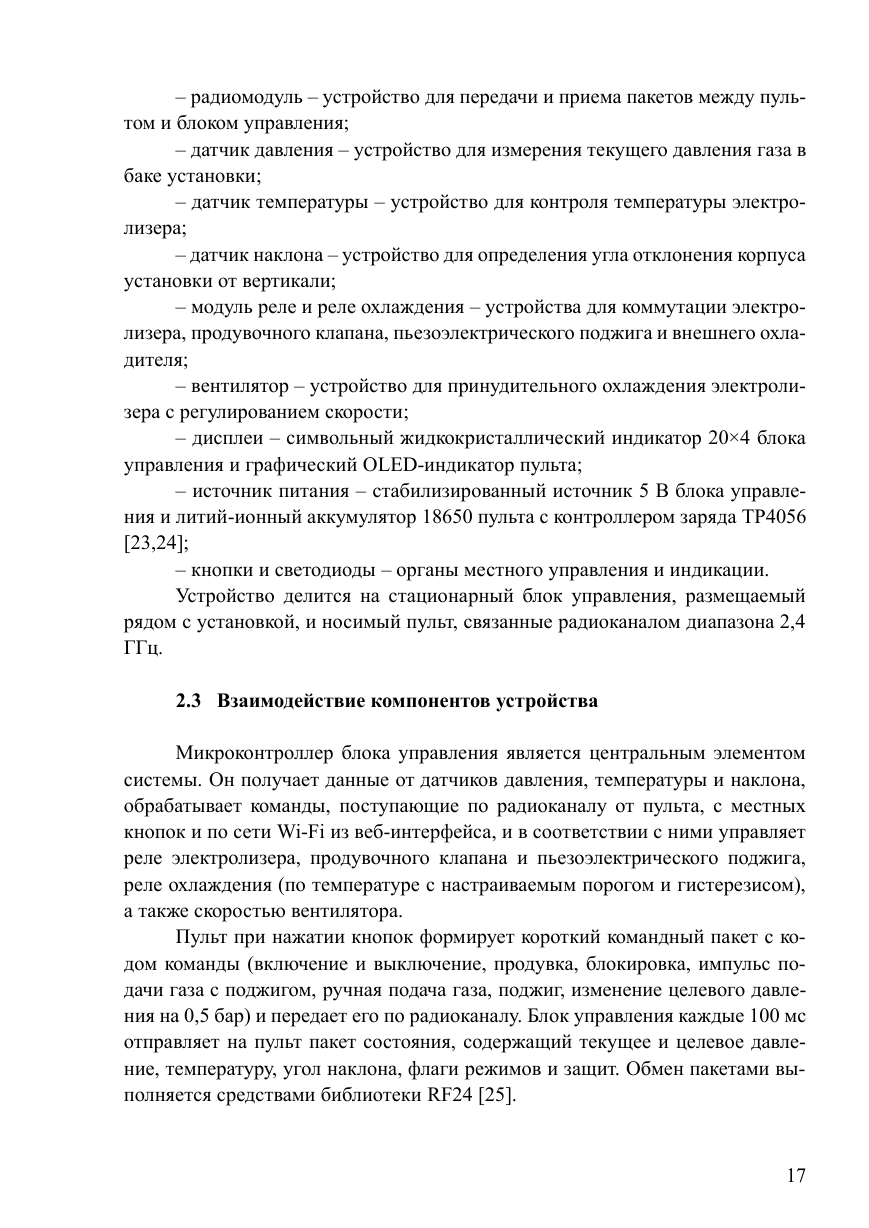 – радиомодуль – устройство для передачи и приема пакетов между пуль-
том и блоком управления;
– датчик давления – устройство для измерения текущего давления газа в
баке установки;
– датчик температуры – устройство для контроля температуры электро-
лизера;
– датчик наклона – устройство для определения угла отклонения корпуса
установки от вертикали;
– модуль реле и реле охлаждения – устройства для коммутации электро-
лизера, продувочного клапана, пьезоэлектрического поджига и внешнего охла-
дителя;
– вентилятор – устройство для принудительного охлаждения электроли-
зера с регулированием скорости;
– дисплеи – символьный жидкокристаллический индикатор 20×4 блока
управления и графический OLED-индикатор пульта;
– источник питания – стабилизированный источник 5 В блока управле-
ния и литий-ионный аккумулятор 18650 пульта с контроллером заряда TP4056
[23,24];
– кнопки и светодиоды – органы местного управления и индикации.
Устройство делится на стационарный блок управления, размещаемый
рядом с установкой, и носимый пульт, связанные радиоканалом диапазона 2,4
ГГц.
2.3 Взаимодействие компонентов устройства
Микроконтроллер блока управления является центральным элементом
системы. Он получает данные от датчиков давления, температуры и наклона,
обрабатывает команды, поступающие по радиоканалу от пульта, с местных
кнопок и по сети Wi-Fi из веб-интерфейса, и в соответствии с ними управляет
реле электролизера, продувочного клапана и пьезоэлектрического поджига,
реле охлаждения (по температуре с настраиваемым порогом и гистерезисом),
а также скоростью вентилятора.
Пульт при нажатии кнопок формирует короткий командный пакет с ко-
дом команды (включение и выключение, продувка, блокировка, импульс по-
дачи газа с поджигом, ручная подача газа, поджиг, изменение целевого давле-
ния на 0,5 бар) и передает его по радиоканалу. Блок управления каждые 100 мс
отправляет на пульт пакет состояния, содержащий текущее и целевое давле-
ние, температуру, угол наклона, флаги режимов и защит. Обмен пакетами вы-
полняется средствами библиотеки RF24 [25].
17